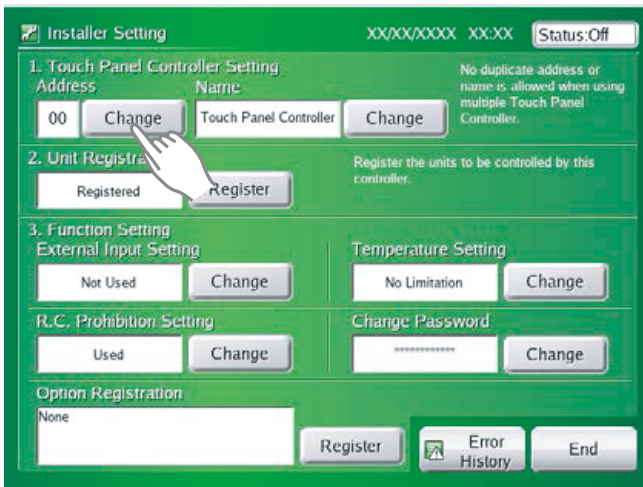 Installer Setting XX/XX/XXXX XX:XX Status:Off
1. Touch Panel Controller Setting
Address Name
No duplicate address or
name is allowed when using
multiple Touch Panel
Controller.
00 Change Touch Panel Controller Change
2. Unit Registra
Register the units to be controlled by this
controller.
Registered Register
3. Function Setting
External Input Setting Temperature Setting
Not Used Change No Limitation Change
R.C. Prohibition Setting Change Password
Used Change ************ Change
Option Registration
None
Register Error
History End